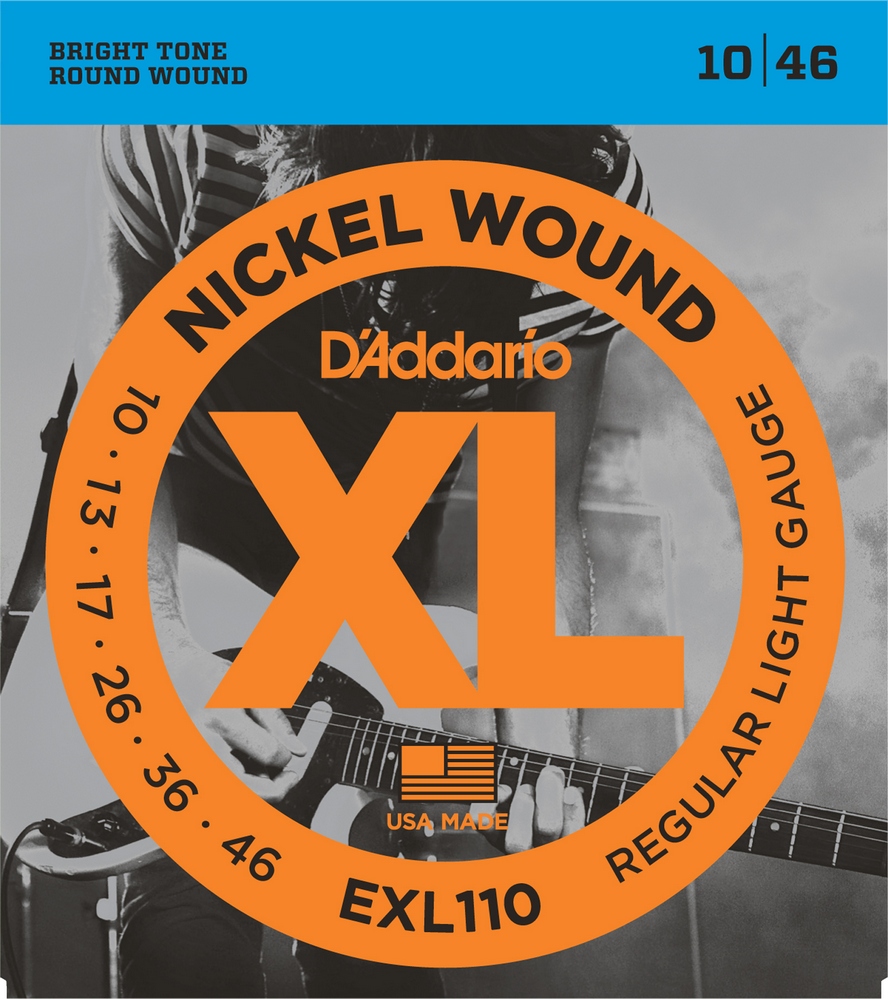 BRIGHT TONE
ROUND WOUND
10|46
NICKEL WOUND
D'Addario
XL
10 · 13 · 17 · 26 · 36 · 46
REGULAR LIGHT GAUGE
USA MADE
EXL110